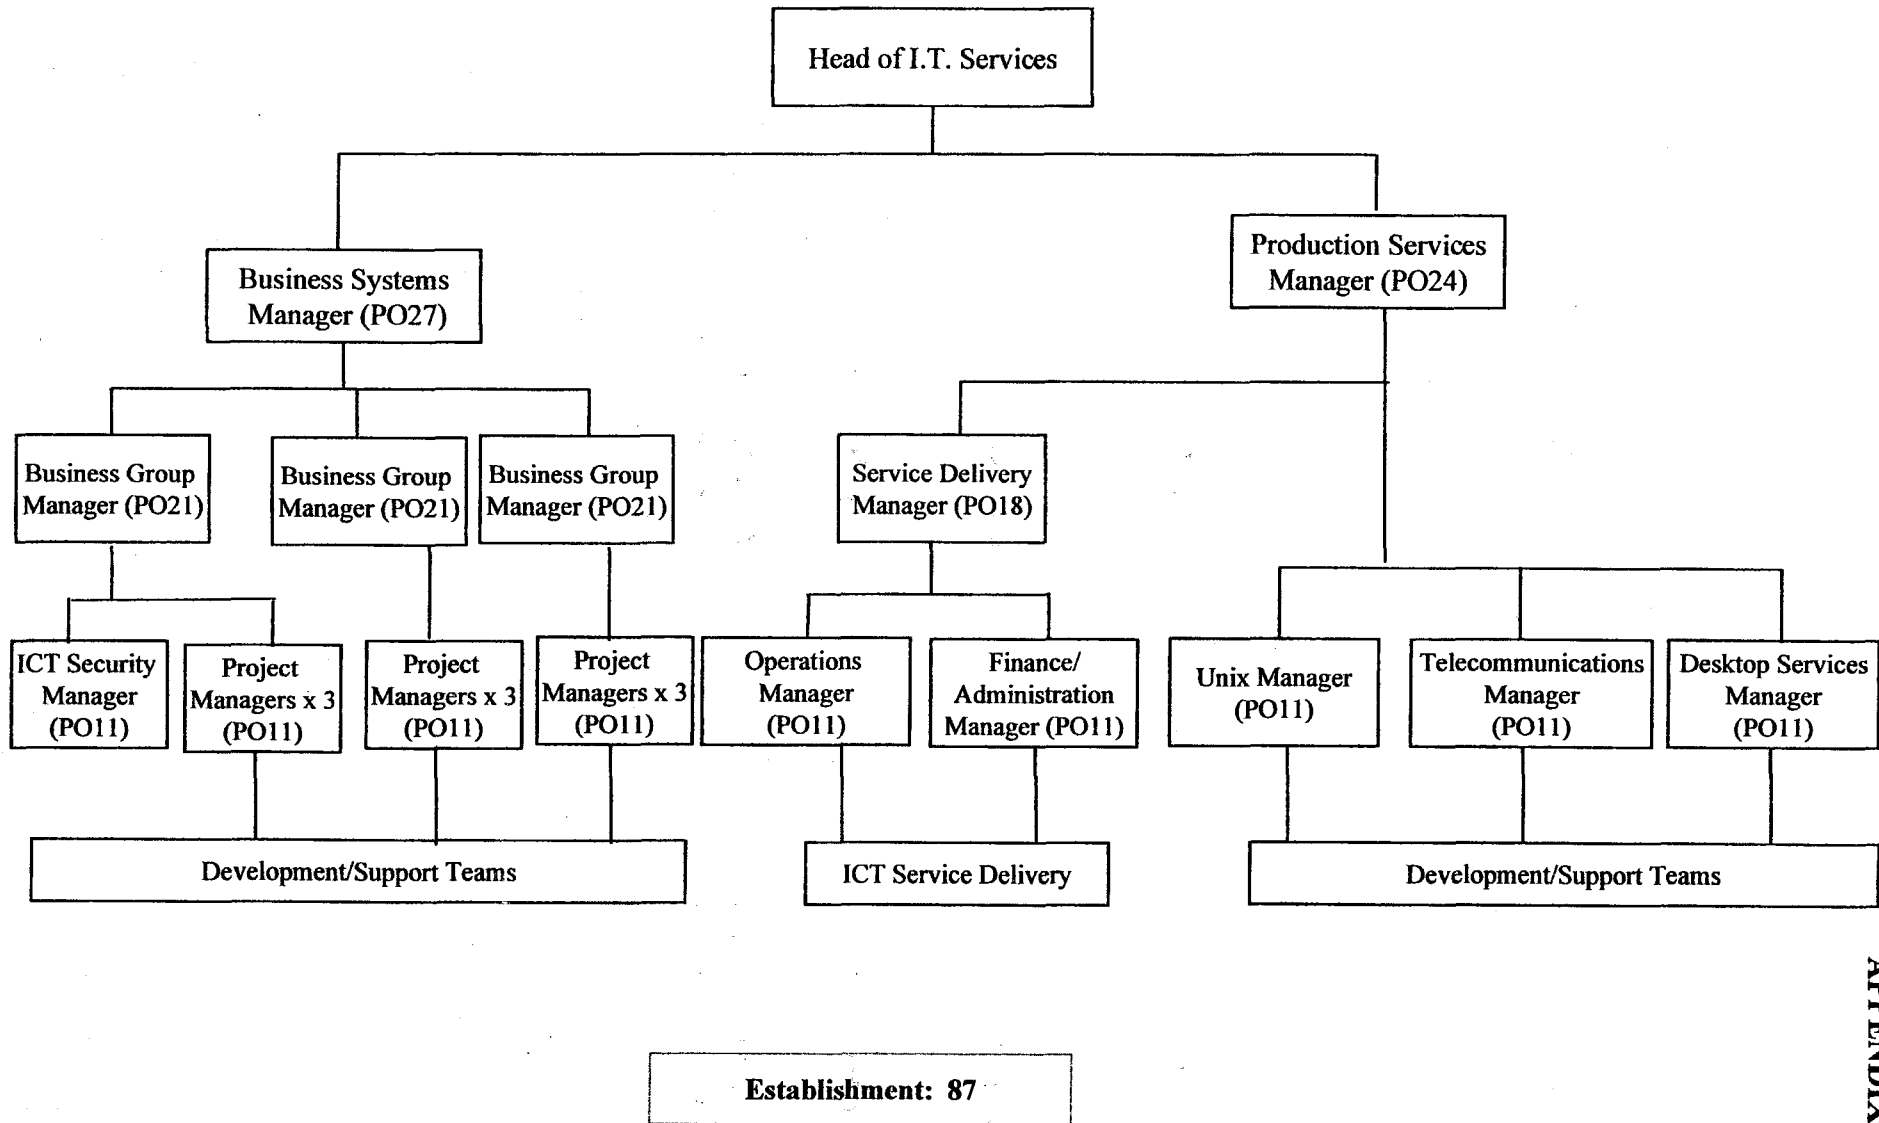 Head of I.T. Services
Business Systems
Manager (PO27)
Production Services
Manager (PO24)
Business Group
Manager (PO21)
Business Group
Manager (PO21)
Business Group
Manager (PO21)
Service Delivery
Manager (PO18)
ICT Security
Manager
(PO11)
Project
Managers x 3
(PO11)
Project
Managers x 3
(PO11)
Project
Managers x 3
(PO11)
Operations
Manager
(PO11)
Finance/
Administration
Manager (PO11)
Unix Manager
(PO11)
Telecommunications
Manager
(PO11)
Desktop Services
Manager
(PO11)
Development/Support Teams
ICT Service Delivery
Development/Support Teams
APPENDIX
Establishment: 87